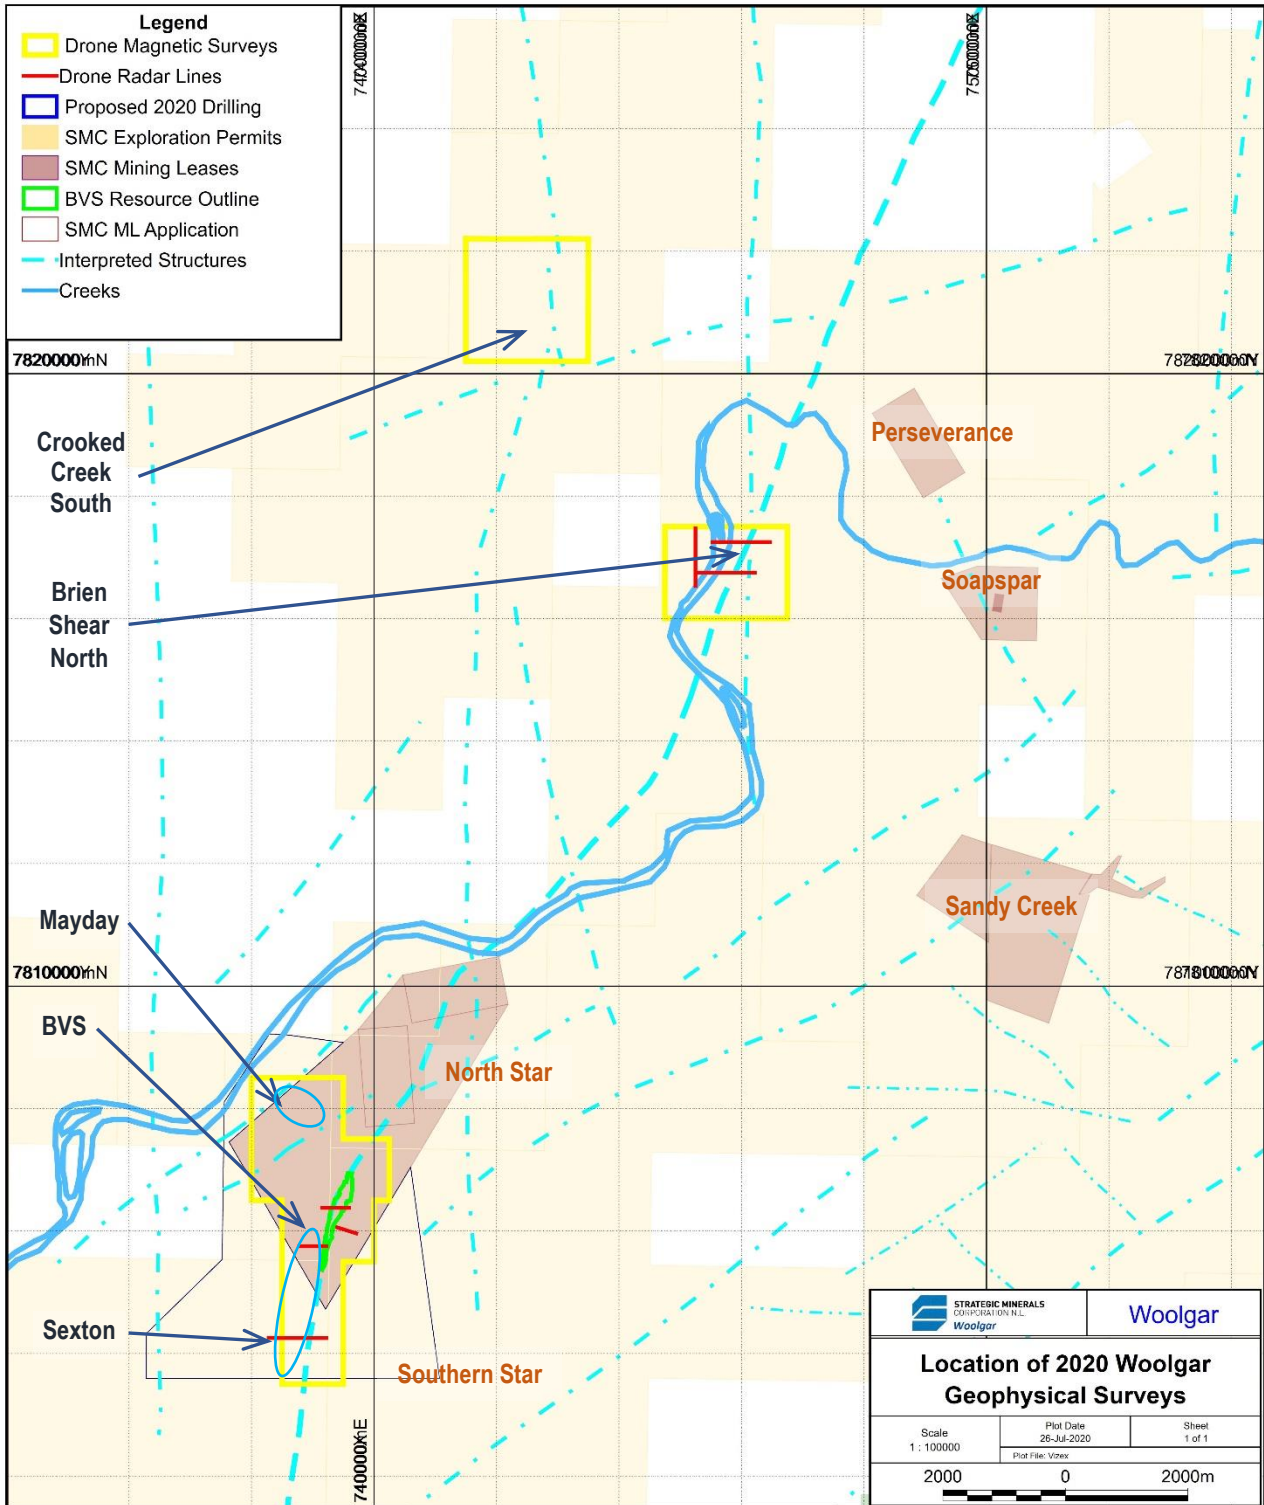 Legend
Drone Magnetic Surveys
Drone Radar Lines
Proposed 2020 Drilling
SMC Exploration Permits
SMC Mining Leases
BVS Resource Outline
SMC ML Application
Interpreted Structures
Creeks
Crooked
Creek
South
Perseverance
Brien
Shear
North
Soapspar
Mayday
Sandy Creek
BVS
North Star
Sexton
Southern Star
STRATEGIC MINERALS
CORPORATION N.L.
Woolgar
Woolgar
Location of 2020 Woolgar
Geophysical Surveys
Scale
1 : 100000
Plot Date
26-Jul-2020
Sheet
1 of 1
Plot File: Vizex
2000 0 2000m